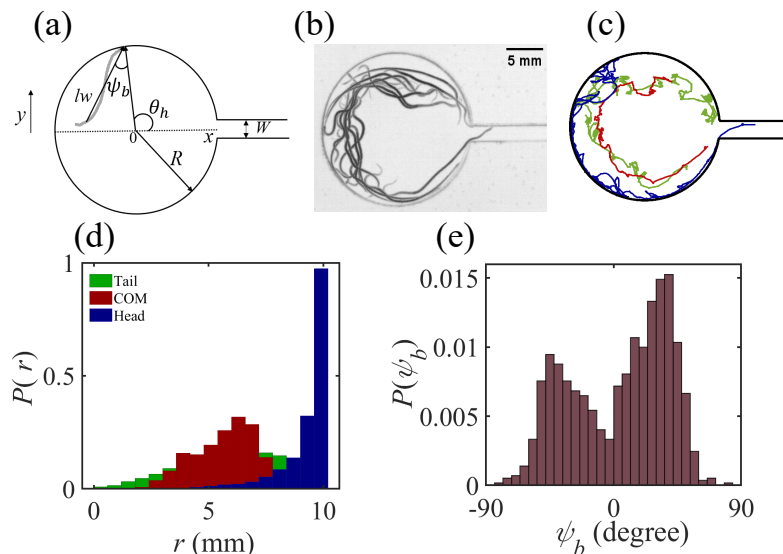 (a)
(b)
(c)
lw
ψb
θh
y
0
x
W
R
5 mm
(d)
(e)
P(r)
1
0.5
0
Tail
COM
Head
0
5
10
r (mm)
P(ψb)
0.015
0.01
0.005
0
-90
0
90
ψb (degree)